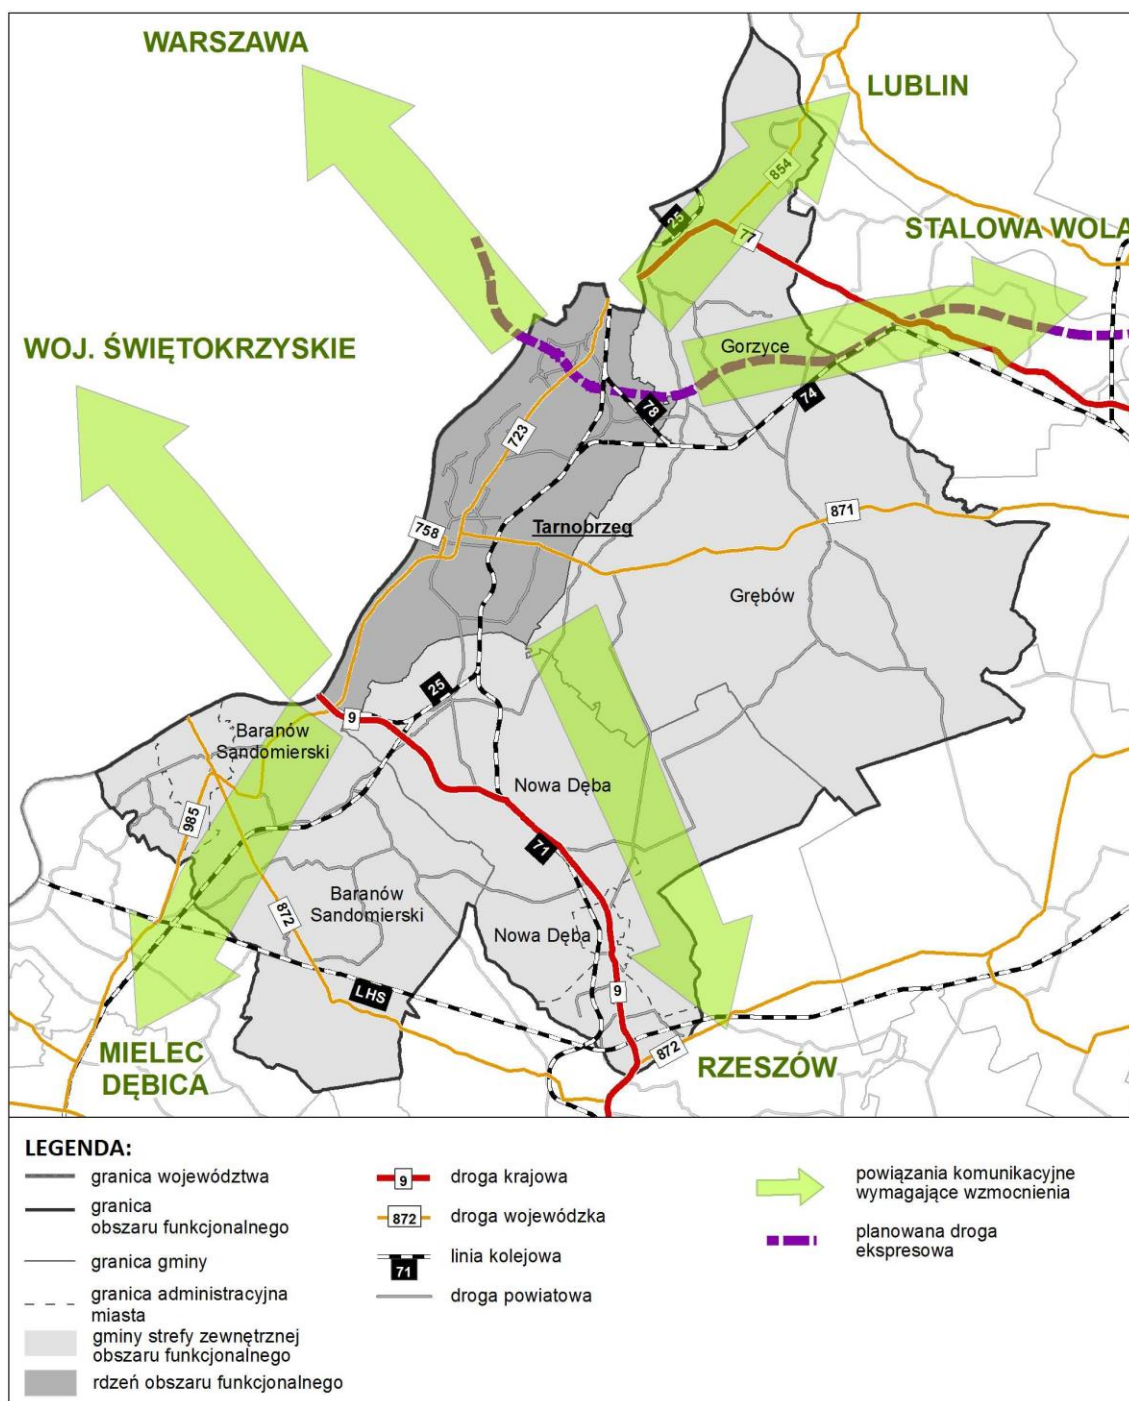 WARSZAWA
LUBLIN
854
25
77
STALOWA WOLA
WOJ. ŚWIĘTOKRZYSKIE
Gorzyce
74
78
723
871
758
Tarnobrzeg
Grębów
25
9
Baranów
Sandomierski
Nowa Dęba
985
71
Baranów
Sandomierski
872
Nowa Dęba
LHS
9
872
MIELEC
DĘBICA
RZESZÓW
LEGENDA:
granica województwa
granica
obszaru funkcjonalnego
granica gminy
granica administracyjna
miasta
gminy strefy zewnętrznej
obszaru funkcjonalnego
rdzeń obszaru funkcjonalnego
9 droga krajowa
872 droga wojewódzka
linia kolejowa
71
droga powiatowa
powiązania komunikacyjne
wymagające wzmocnienia
planowana droga
ekspresowa